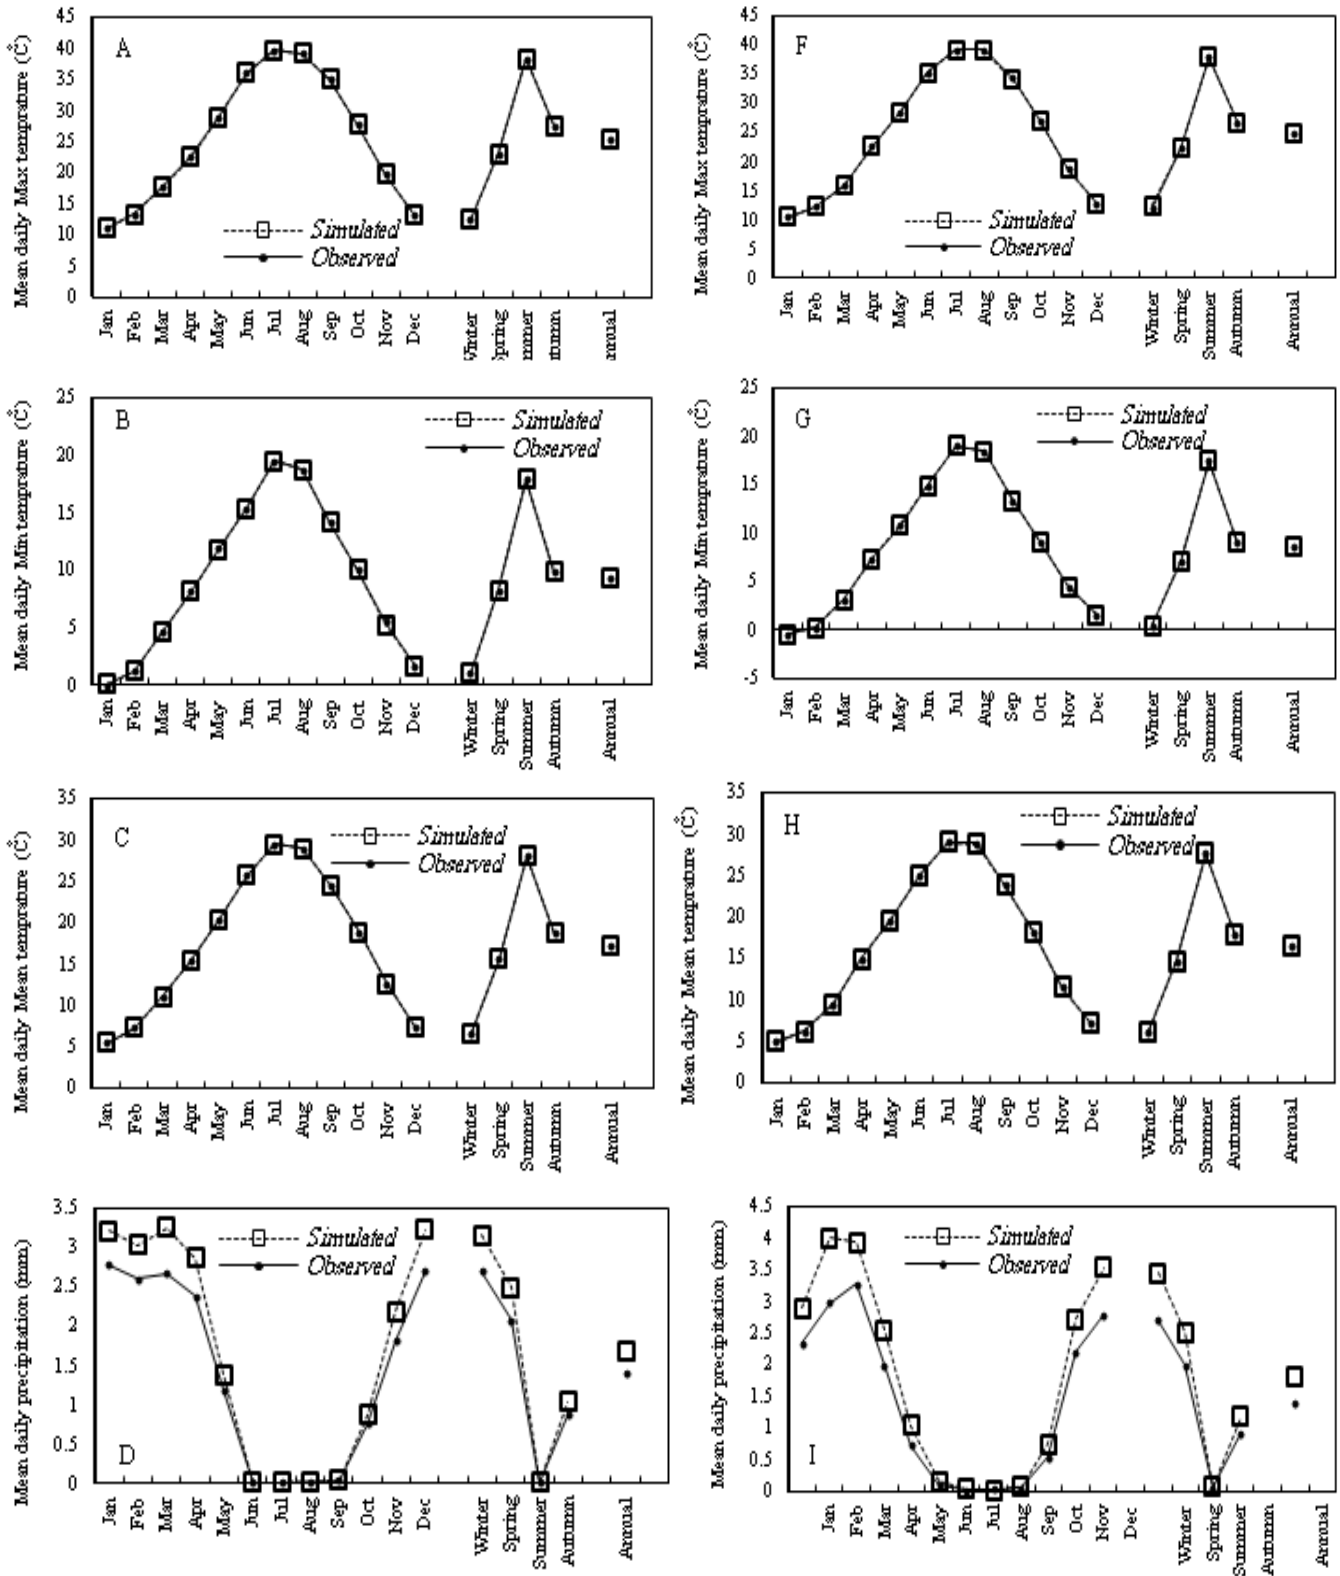 A
Mean daily Max temprature (C̊)
45
40
35
30
25
20
15
10
5
0
Simulated
Observed
Jan
Feb
Mar
Apr
May
Jun
Jul
Aug
Sep
Oct
Nov
Dec
Winter
Spring
mmer
itumn
nnual
F
Mean daily Max temprature (C̊)
45
40
35
30
25
20
15
10
5
0
Simulated
Observed
Jan
Feb
Mar
Apr
May
Jun
Jul
Aug
Sep
Oct
Nov
Dec
Winter
Spring
Summer
Autumn
Annual
B
Mean daily Min temprature (C̊)
25
20
15
10
5
0
Simulated
Observed
Jan
Feb
Mar
Apr
May
Jun
Jul
Aug
Sep
Oct
Nov
Dec
Winter
Spring
Summer
Autumn
Annual
G
Mean daily Min temprature (C̊)
25
20
15
10
5
0
-5
Simulated
Observed
Jan
Feb
Mar
Apr
May
Jun
Jul
Aug
Sep
Oct
Nov
Dec
Winter
Spring
Summer
Autumn
Annual
C
Mean daily Mean temprature (C̊)
35
30
25
20
15
10
5
0
Simulated
Observed
Jan
Feb
Mar
Apr
May
Jun
Jul
Aug
Sep
Oct
Nov
Dec
Winter
Spring
Summer
Autumn
Annual
H
Mean daily Mean temprature (C̊)
35
30
25
20
15
10
5
0
Simulated
Observed
Jan
Feb
Mar
Apr
May
Jun
Jul
Aug
Sep
Oct
Nov
Dec
Winter
Spring
Summer
Autumn
Annual
D
Mean daily precipitation (mm)
3.5
3
2.5
2
1.5
1
0.5
0
Simulated
Observed
Jan
Feb
Mar
Apr
May
Jun
Jul
Aug
Sep
Oct
Nov
Dec
Winter
Spring
Summer
Autumn
Annual
I
Mean daily precipitation (mm)
4.5
4
3.5
3
2.5
2
1.5
1
0.5
0
Simulated
Observed
Jan
Feb
Mar
Apr
May
Jun
Jul
Aug
Sep
Oct
Nov
Dec
Winter
Spring
Summer
Autumn
Annual